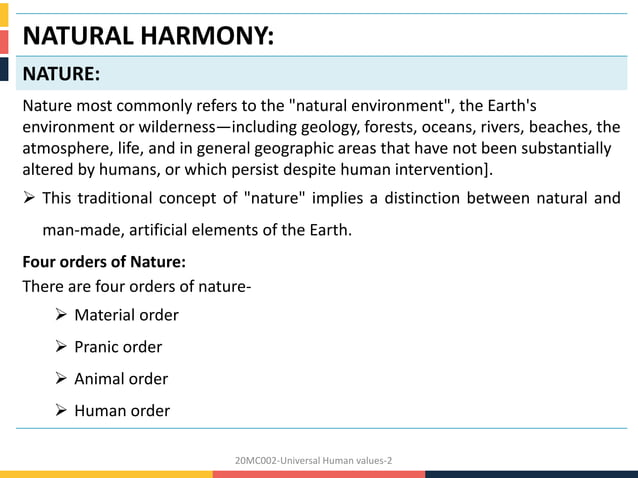 NATURAL HARMONY:
NATURE:
Nature most commonly refers to the "natural environment", the Earth's
environment or wilderness—including geology, forests, oceans, rivers, beaches, the
atmosphere, life, and in general geographic areas that have not been substantially
altered by humans, or which persist despite human intervention].
➢ This traditional concept of "nature" implies a distinction between natural and
man-made, artificial elements of the Earth.
Four orders of Nature:
There are four orders of nature-
➢ Material order
➢ Pranic order
➢ Animal order
➢ Human order
20MC002-Universal Human values-2